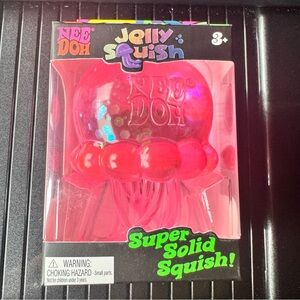 NEE
DOH
Jelly
Squish
3+
NEE
DOH
Super
Solid
Squish!
⚠ WARNING:
CHOKING HAZARD - Small parts.
Not for children under 3 years.